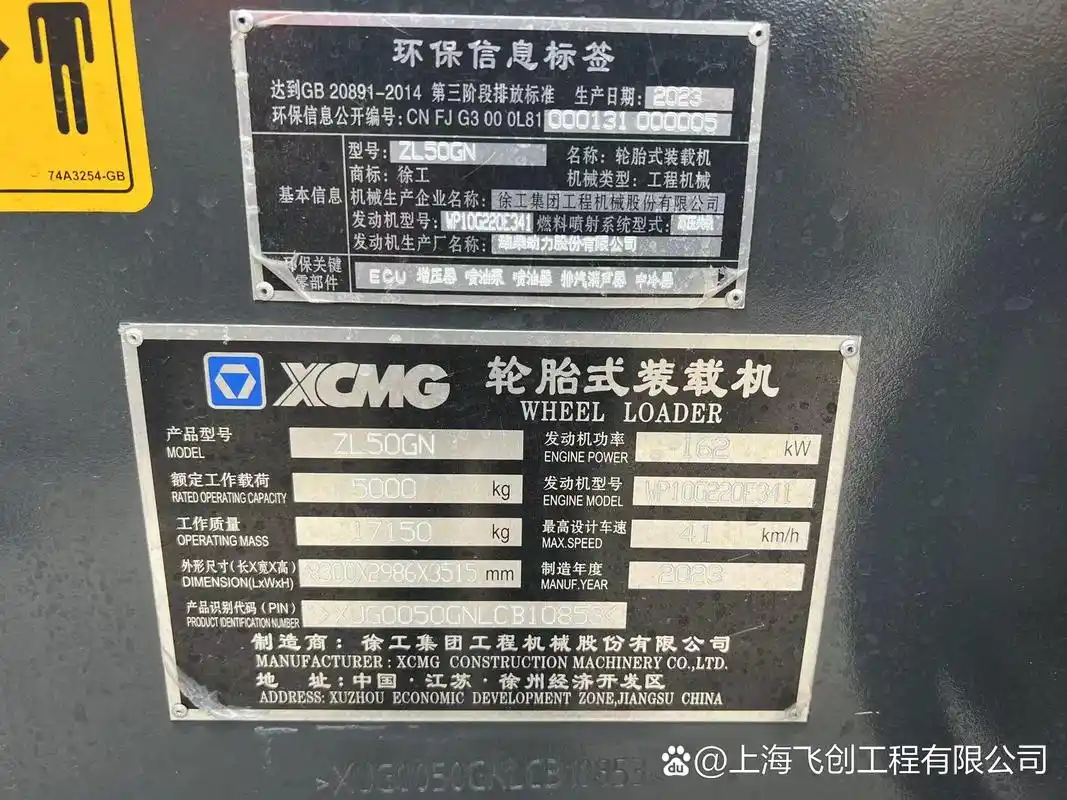 74A3254-GB
环保信息标签
达到GB 20891-2014 第三阶段排放标准 生产日期: 2023
环保信息公开编号: CN FJ G3 00 0L81 000131 000005
基本信息
型号: ZL50GN 名称: 轮胎式装载机
商标: 徐工 机械类型: 工程机械
机械生产企业名称: 徐工集团工程机械股份有限公司
发动机型号: WP10G220E341 燃料喷射系统型式: 高压共轨
发动机生产厂名称: 潍柴动力股份有限公司
环保关键零部件
ECU 增压器 喷油泵 喷油器 排汽消声器 中冷器
XCMG 轮胎式装载机
WHEEL LOADER
产品型号 ZL50GN 发动机功率 162 kW
MODEL ENGINE POWER
额定工作载荷 5000 kg 发动机型号 WP10G220E341
RATED OPERATING CAPACITY ENGINE MODEL
工作质量 17150 kg 最高设计车速 41 km/h
OPERATING MASS MAX.SPEED
外形尺寸(长X宽X高) 8300X2986X3515 mm 制造年度 2023
DIMENSION(LxWxH) MANUF.YEAR
产品识别代码(PIN) >XUG0050GNLCB10853<
PRODUCT IDENTIFICATION NUMBER
制造商: 徐工集团工程机械股份有限公司
MANUFACTURER: XCMG CONSTRUCTION MACHINERY CO.,LTD.
地 址: 中国·江苏·徐州经济开发区
ADDRESS: XUZHOU ECONOMIC DEVELOPMENT ZONE,JIANGSU CHINA
Bai du @上海飞创工程有限公司